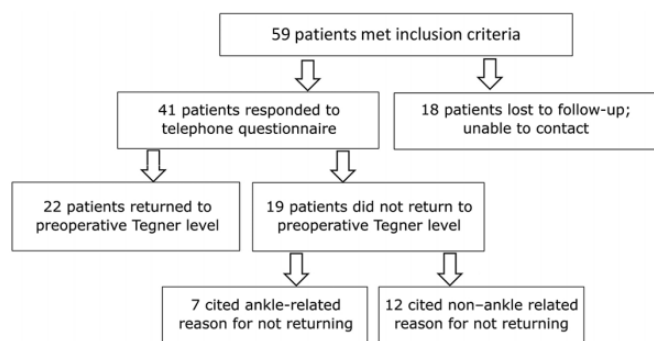 59 patients met inclusion criteria
41 patients responded to
telephone questionnaire
18 patients lost to follow-up;
unable to contact
22 patients returned to
preoperative Tegner level
19 patients did not return to
preoperative Tegner level
7 cited ankle-related
reason for not returning
12 cited non–ankle related
reason for not returning